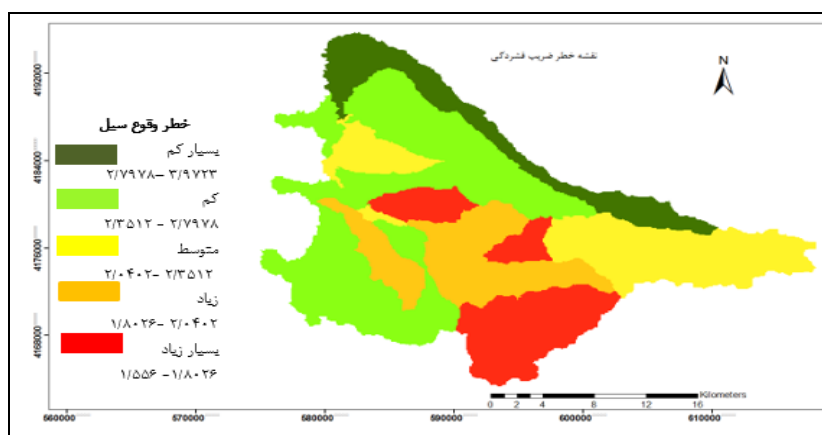 نقشه خطر ضریب فشردگی
N
خطر وقوع سیل
بسیار کم
۲/۷۹۷۸ -۳/۹۷۲۳
کم
۲/۳۵۱۲ - ۲/۷۹۷۸
متوسط
۲/۰۴۰۲ -۲/۳۵۱۲
زیاد
۱/۸۰۲۶ -۲/۰۴۰۲
بسیار زیاد
۱/۵۵۶ -۱/۸۰۲۶
4192000
4184000
4176000
4168000
Kilometers
0 1 2 4 8 12 16
560000 570000 580000 590000 600000 610000